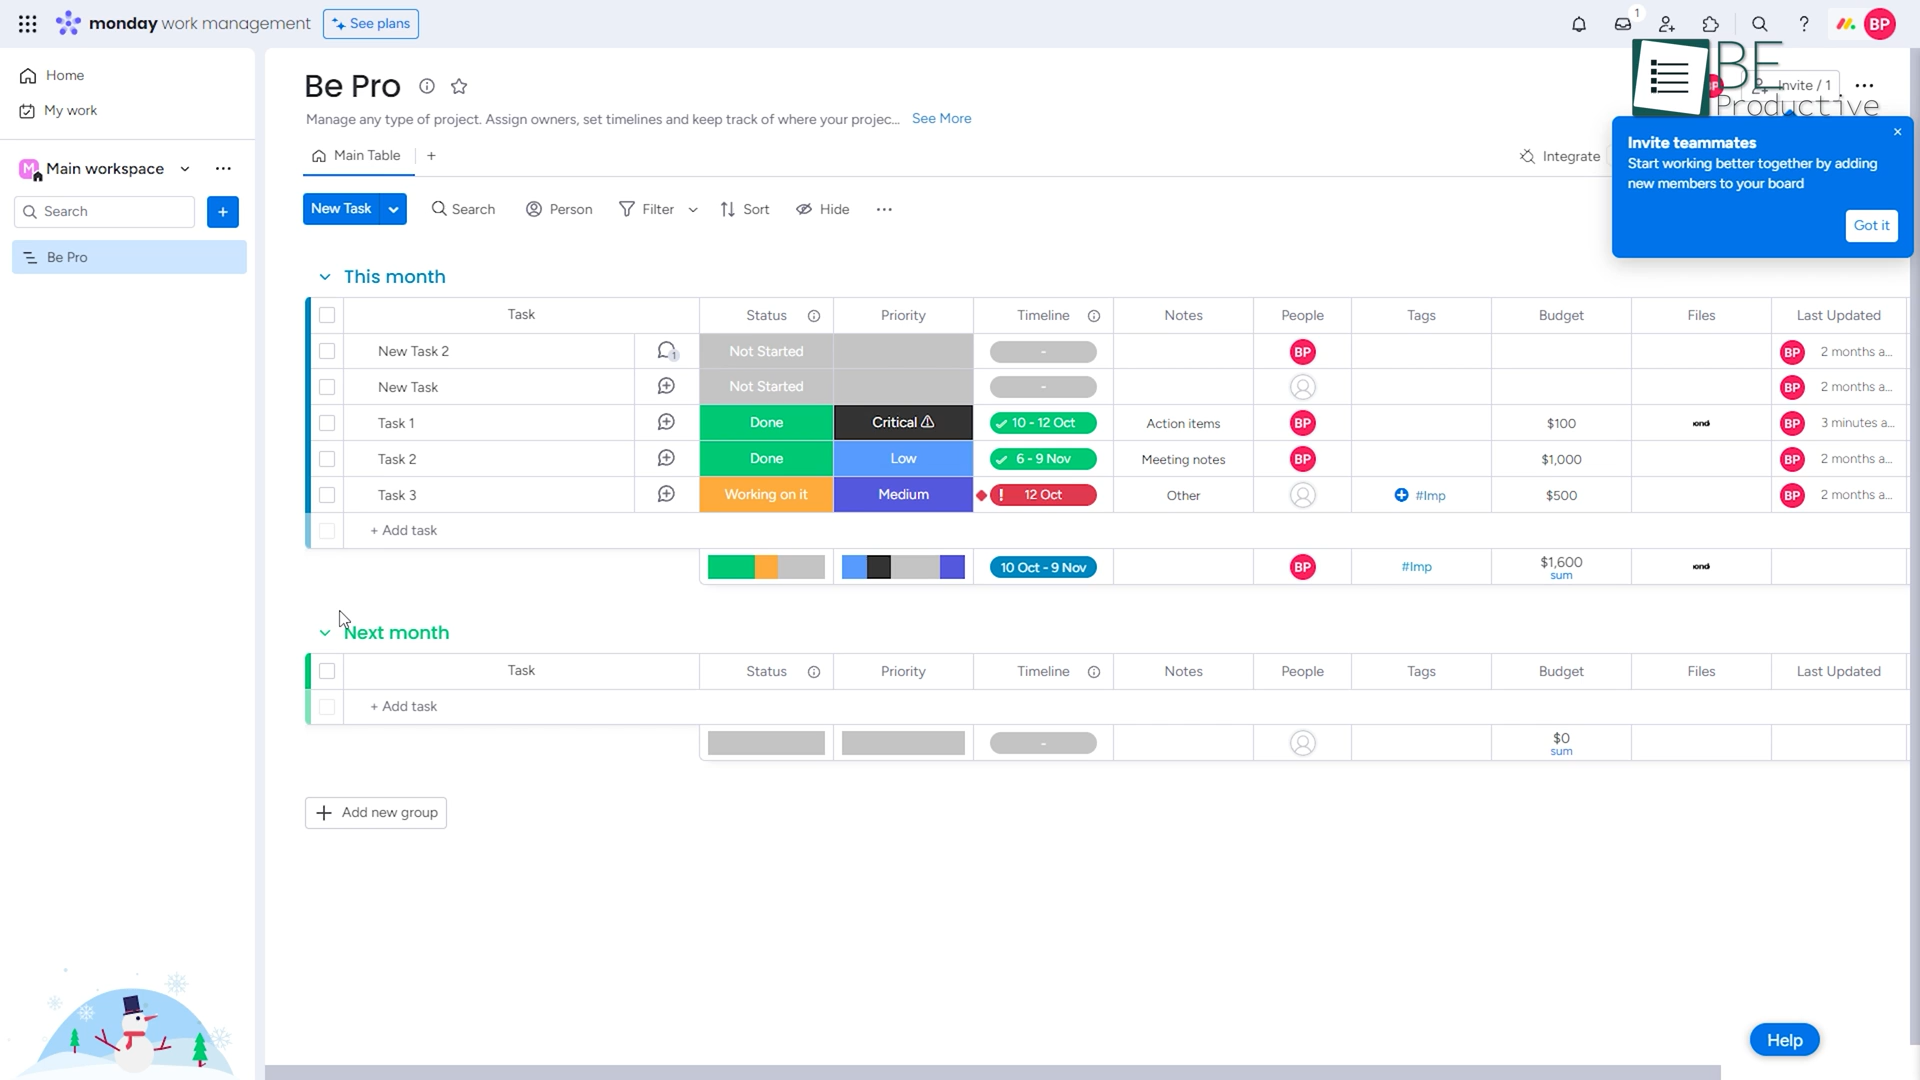 monday work management See plans 1 BP
Home
My work
M Main workspace
Search +
Be Pro
Be Pro
Manage any type of project. Assign owners, set timelines and keep track of where your projec... See More
Invite / 1
BE
Productive
Main Table +
Integrate
Invite teammates
Start working better together by adding
new members to your board
Got it
New Task Search Person Filter Sort Hide
This month
Task Status Priority Timeline Notes People Tags Budget Files Last Updated
New Task 2 1 Not Started - BP BP 2 months a...
New Task Not Started - BP 2 months a...
Task 1 Done Critical 10 - 12 Oct Action items BP $100 BP 3 minutes a...
Task 2 Done Low 6 - 9 Nov Meeting notes BP $1,000 BP 2 months a...
Task 3 Working on it Medium ! 12 Oct Other #Imp $500 BP 2 months a...
+ Add task
10 Oct - 9 Nov BP #Imp $1,600
sum
Next month
Task Status Priority Timeline Notes People Tags Budget Files Last Updated
+ Add task
- $0
sum
+ Add new group
Help